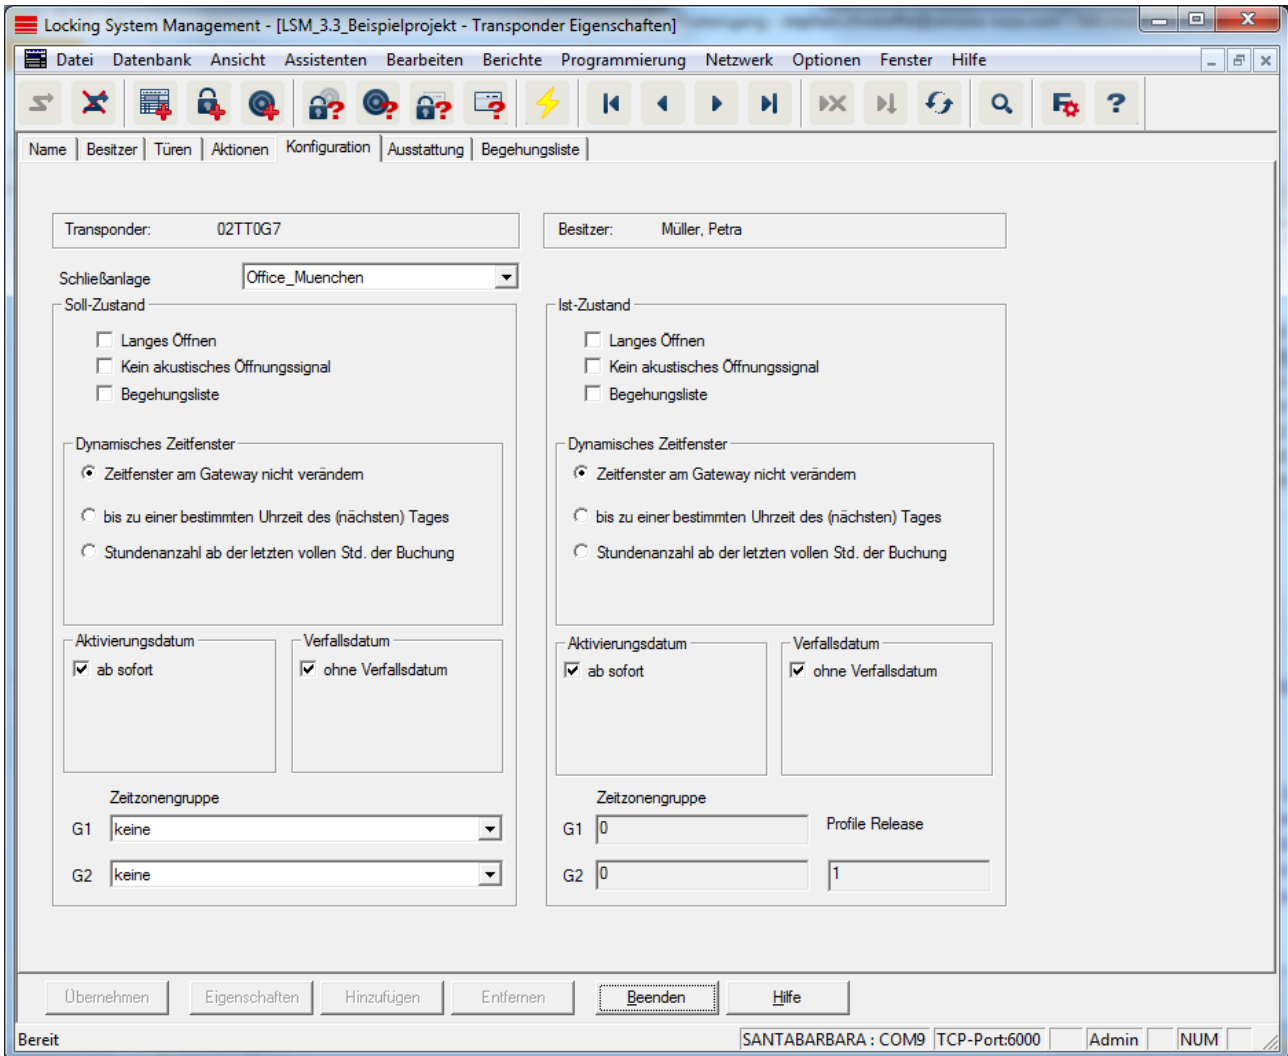 Locking System Management - [LSM_3.3_Beispielprojekt - Transponder Eigenschaften]
Datei Datenbank Ansicht Assistenten Bearbeiten Berichte Programmierung Netzwerk Optionen Fenster Hilfe
Name Besitzer Türen Aktionen Konfiguration Ausstattung Begehungsliste
Transponder: 02TT0G7 Besitzer: Müller, Petra
Schließanlage Office_Muenchen
Soll-Zustand Ist-Zustand
Langes Öffnen Langes Öffnen
Kein akustisches Öffnungssignal Kein akustisches Öffnungssignal
Begehungsliste Begehungsliste
Dynamisches Zeitfenster Dynamisches Zeitfenster
Zeitfenster am Gateway nicht verändern Zeitfenster am Gateway nicht verändern
bis zu einer bestimmten Uhrzeit des (nächsten) Tages bis zu einer bestimmten Uhrzeit des (nächsten) Tages
Stundenanzahl ab der letzten vollen Std. der Buchung Stundenanzahl ab der letzten vollen Std. der Buchung
Aktivierungsdatum Verfallsdatum Aktivierungsdatum Verfallsdatum
ab sofort ohne Verfallsdatum ab sofort ohne Verfallsdatum
Zeitzonengruppe Zeitzonengruppe
G1 keine G1 0 Profile Release
G2 keine G2 0 1
Übernehmen Eigenschaften Hinzufügen Entfernen Beenden Hilfe
Bereit SANTABARBARA : COM9 TCP-Port:6000 Admin NUM